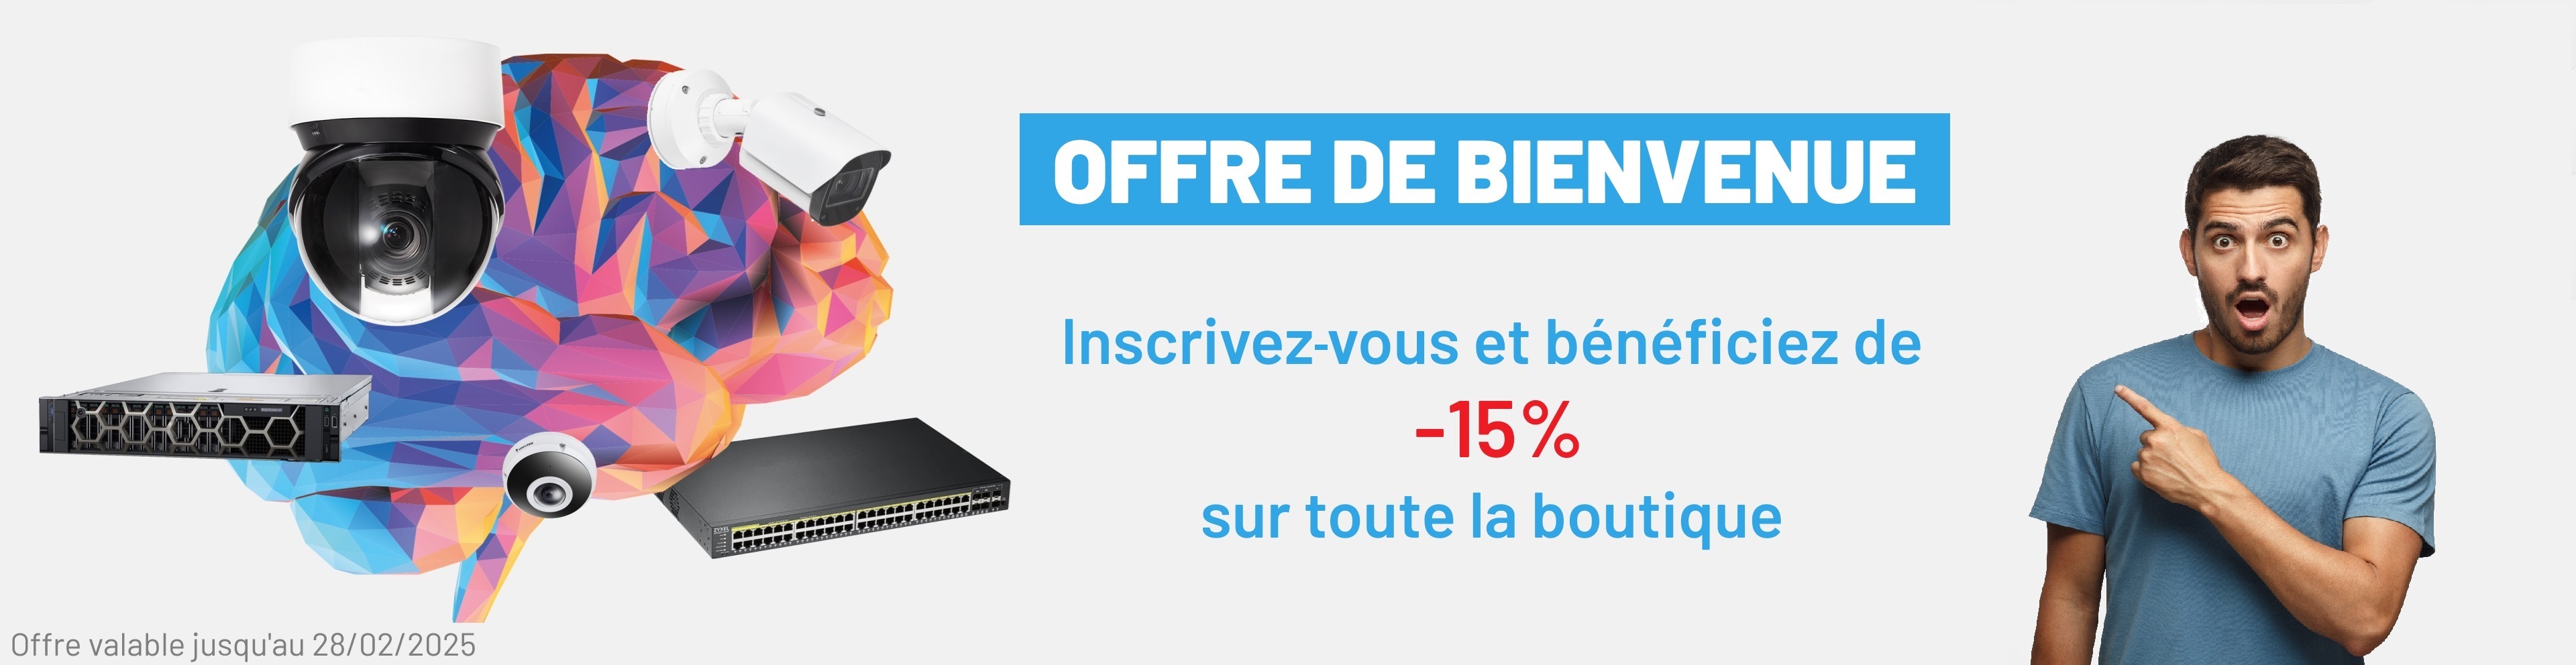 OFFRE DE BIENVENUE
Inscrivez-vous et bénéficiez de
-15%
sur toute la boutique
ZYXEL
Offre valable jusqu'au 28/02/2025